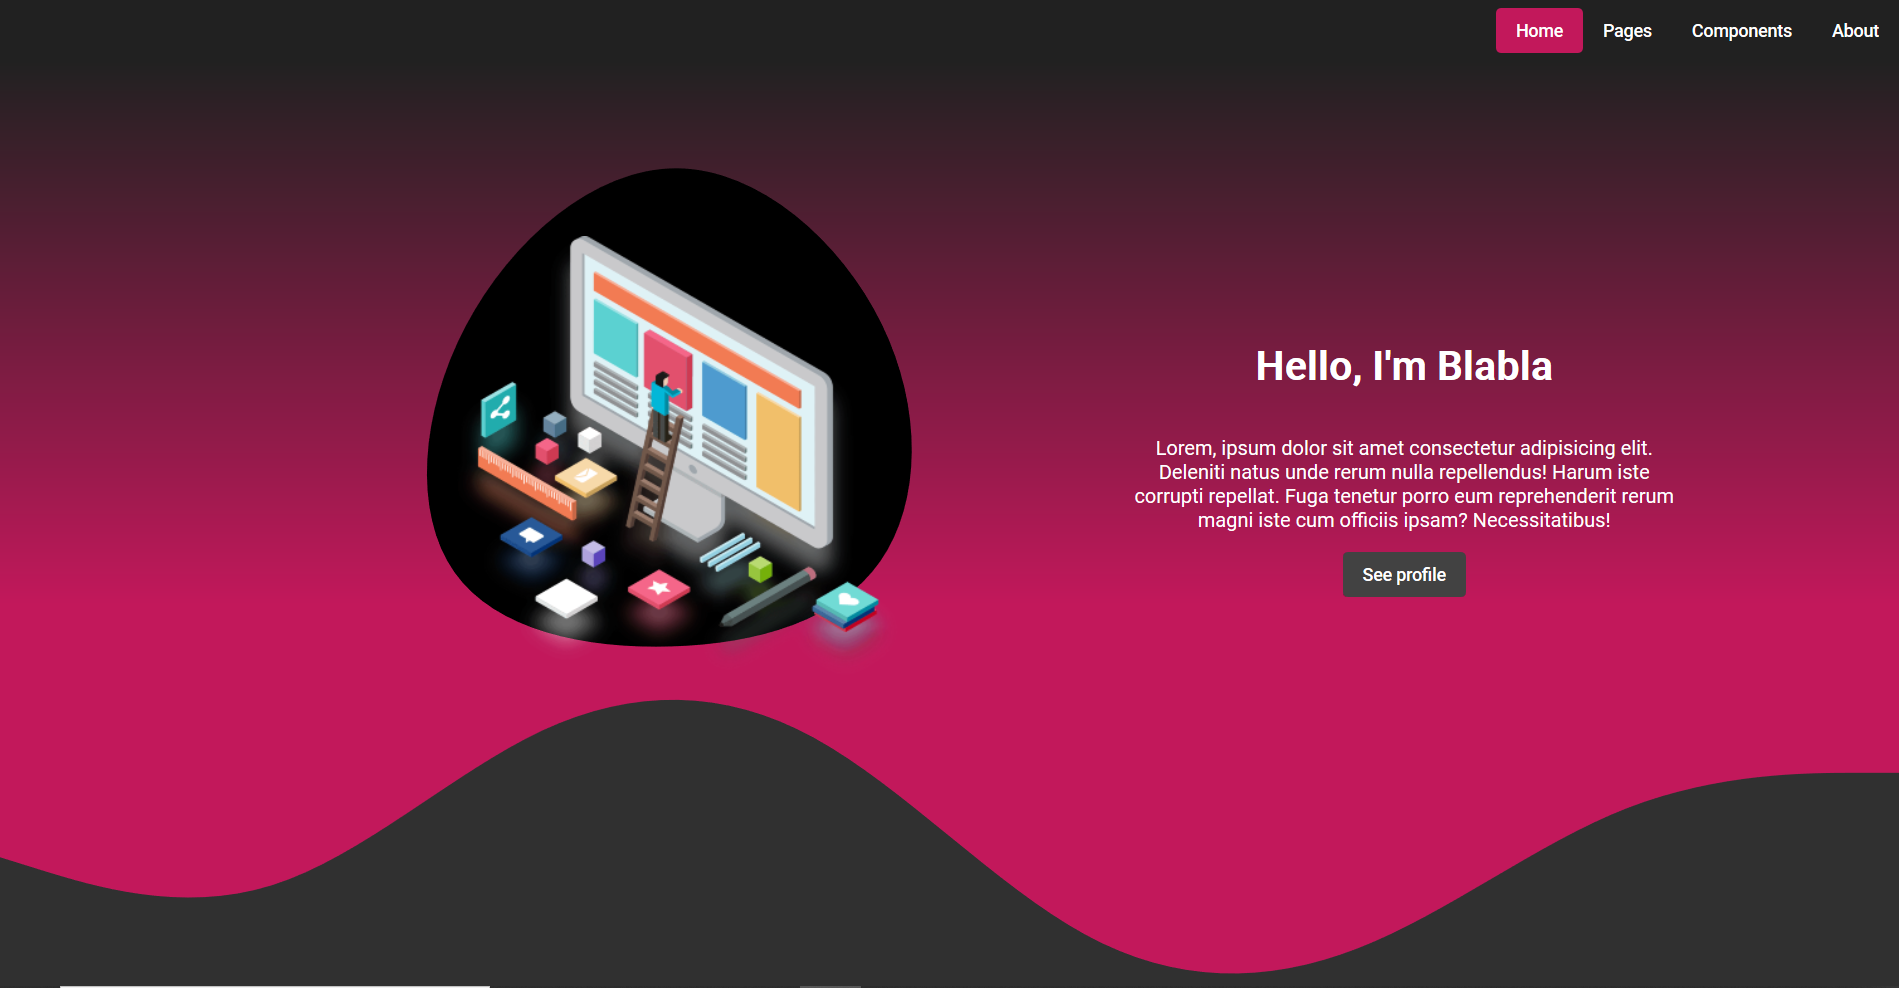 Home Pages Components About
Hello, I'm Blabla
Lorem, ipsum dolor sit amet consectetur adipisicing elit.
Deleniti natus unde rerum nulla repellendus! Harum iste
corrupti repellat. Fuga tenetur porro eum reprehenderit rerum
magni iste cum officiis ipsam? Necessitatibus!
See profile